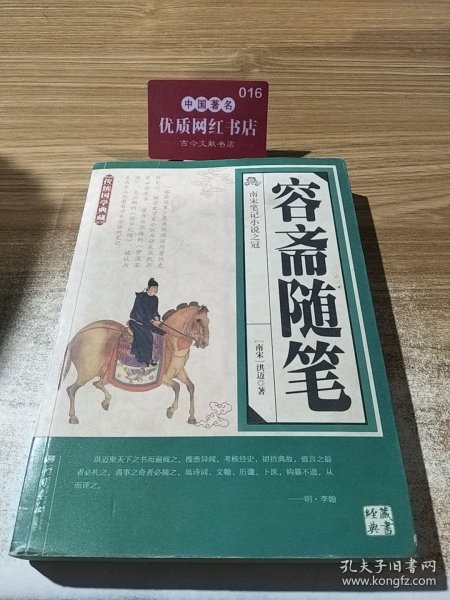 016
中国著名
优质网红书店
古今文献书店
传统国学典藏
南宋笔记小说之冠
容斋随笔
[南宋]洪迈◎著
洪迈聚天下之书而遍阅之，搜悉异闻，考核经史，捃拾典故，值言之最
者必札之，遇事之奇者必摘之，虽诗词、文翰、历谶、卜医，钩纂不遗，从
而评之。
——明·李翰
经典
藏书
孔夫子旧书网
www.kongfz.com